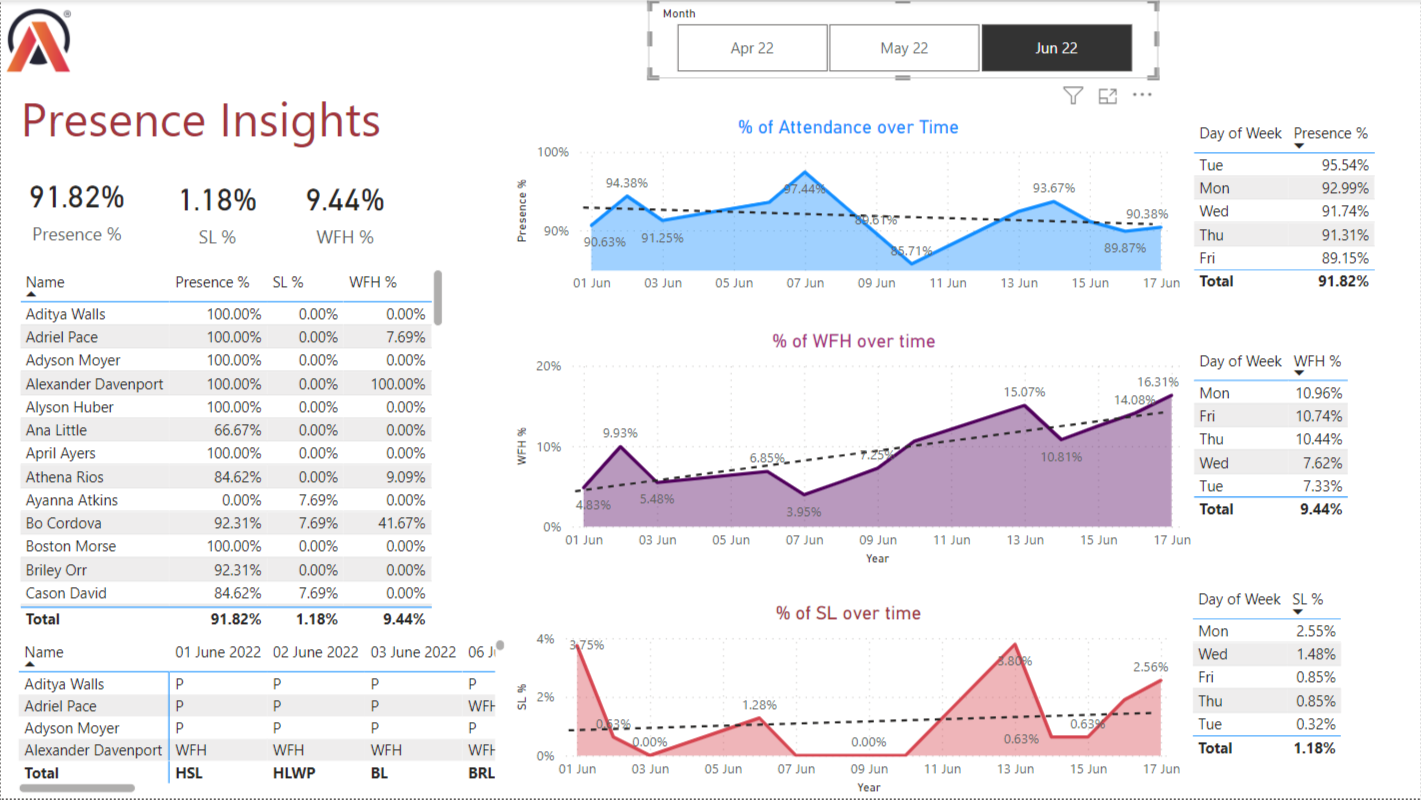 ®
Month
Apr 22 May 22 Jun 22
Presence Insights
91.82% 1.18% 9.44%
Presence % SL % WFH %
Name Presence % SL % WFH %
Aditya Walls 100.00% 0.00% 0.00%
Adriel Pace 100.00% 0.00% 7.69%
Adyson Moyer 100.00% 0.00% 0.00%
Alexander Davenport 100.00% 0.00% 100.00%
Alyson Huber 100.00% 0.00% 0.00%
Ana Little 66.67% 0.00% 0.00%
April Ayers 100.00% 0.00% 0.00%
Athena Rios 84.62% 0.00% 9.09%
Ayanna Atkins 0.00% 7.69% 0.00%
Bo Cordova 92.31% 7.69% 41.67%
Boston Morse 100.00% 0.00% 0.00%
Briley Orr 92.31% 0.00% 0.00%
Cason David 84.62% 7.69% 0.00%
Total 91.82% 1.18% 9.44%
Name 01 June 2022 02 June 2022 03 June 2022 06
Aditya Walls P P P P
Adriel Pace P P P WFH
Adyson Moyer P P P P
Alexander Davenport WFH WFH WFH WFH
Total HSL HLWP BL BRL
% of Attendance over Time
Presence %
100%
90%
90.63% 94.38% 91.25% 97.44% 89.61% 85.71% 93.67% 89.87% 90.38%
01 Jun 03 Jun 05 Jun 07 Jun 09 Jun 11 Jun 13 Jun 15 Jun 17 Jun
Day of Week Presence %
Tue 95.54%
Mon 92.99%
Wed 91.74%
Thu 91.31%
Fri 89.15%
Total 91.82%
% of WFH over time
WFH %
20%
10%
0%
4.83% 9.93% 5.48% 6.85% 3.95% 7.25% 15.07% 10.81% 14.08% 16.31%
01 Jun 03 Jun 05 Jun 07 Jun 09 Jun 11 Jun 13 Jun 15 Jun 17 Jun
Year
Day of Week WFH %
Mon 10.96%
Fri 10.74%
Thu 10.44%
Wed 7.62%
Tue 7.33%
Total 9.44%
% of SL over time
SL %
4%
2%
0%
3.75% 0.63% 0.00% 1.28% 0.00% 3.80% 0.63% 0.63% 2.56%
01 Jun 03 Jun 05 Jun 07 Jun 09 Jun 11 Jun 13 Jun 15 Jun 17 Jun
Year
Day of Week SL %
Mon 2.55%
Wed 1.48%
Fri 0.85%
Thu 0.85%
Tue 0.32%
Total 1.18%